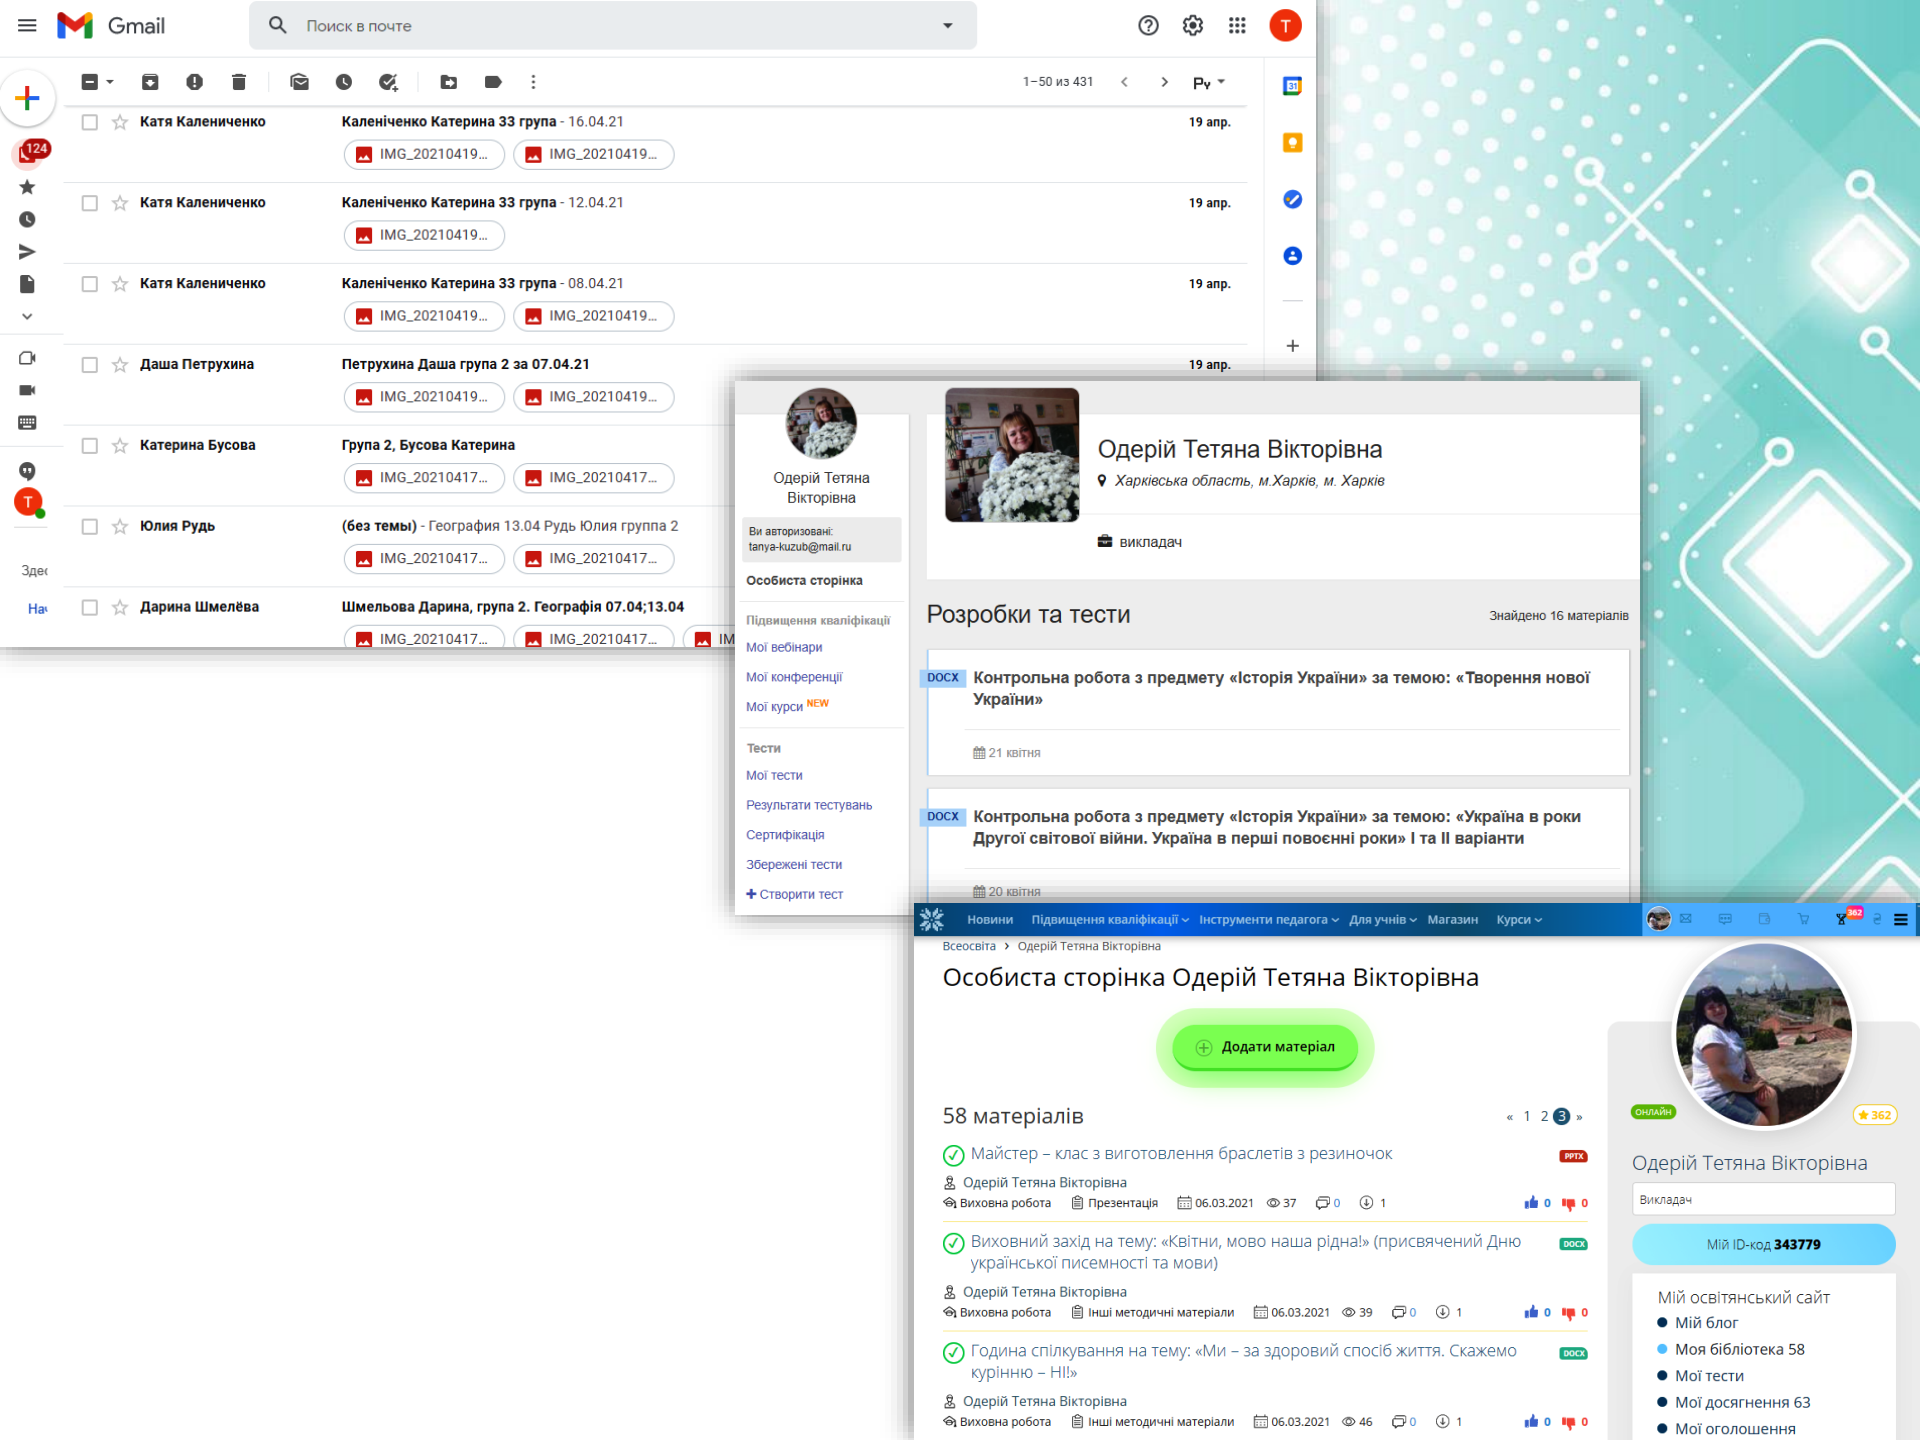 Gmail
Поиск в почте
T
1–50 из 431
31
124
Катя Калениченко
Каленіченко Катерина 33 група - 16.04.21
19 апр.
IMG_20210419... IMG_20210419...
Катя Калениченко
Каленіченко Катерина 33 група - 12.04.21
19 апр.
IMG_20210419...
Катя Калениченко
Каленіченко Катерина 33 група - 08.04.21
19 апр.
IMG_20210419... IMG_20210419...
Даша Петрухина
Петрухина Даша група 2 за 07.04.21
19 апр.
IMG_20210419... IMG_20210419...
Катерина Бусова
Група 2, Бусова Катерина
IMG_20210417... IMG_20210417...
T
Юлия Рудь
(без темы) - География 13.04 Рудь Юлия группа 2
IMG_20210417... IMG_20210417...
Дарина Шмелёва
Шмельова Дарина, група 2. Географія 07.04;13.04
IMG_20210417... IMG_20210417... IM
Одерій Тетяна
Вікторівна
Ви авторизовані:
tanya-kuzub@mail.ru
Особиста сторінка
Підвищення кваліфікації
Мої вебінари
Мої конференції
Мої курси NEW
Тести
Мої тести
Результати тестувань
Сертифікація
Збережені тести
Створити тест
Одерій Тетяна Вікторівна
Харківська область, м.Харків, м. Харків
викладач
Розробки та тести
Знайдено 16 матеріалів
DOCX
Контрольна робота з предмету «Історія України» за темою: «Творення нової
України»
21 квітня
DOCX
Контрольна робота з предмету «Історія України» за темою: «Україна в роки
Другої світової війни. Україна в перші повоєнні роки» І та ІІ варіанти
20 квітня
Новини Підвищення кваліфікації Інструменти педагога Для учнів Магазин Курси
362
Всеосвіта › Одерій Тетяна Вікторівна
Особиста сторінка Одерій Тетяна Вікторівна
Додати матеріал
58 матеріалів
« 1 2 3 »
Майстер – клас з виготовлення браслетів з резиночок
PPTX
Одерій Тетяна Вікторівна
Виховна робота Презентація 06.03.2021 37 0 1 0 0
Виховний захід на тему: «Квітни, мово наша рідна!» (присвячений Дню
української писемності та мови)
DOCX
Одерій Тетяна Вікторівна
Виховна робота Інші методичні матеріали 06.03.2021 39 0 1 0 0
Година спілкування на тему: «Ми – за здоровий спосіб життя. Скажемо
курінню – НІ!»
DOCX
Одерій Тетяна Вікторівна
Виховна робота Інші методичні матеріали 06.03.2021 46 0 1 0 0
ОНЛАЙН
362
Одерій Тетяна Вікторівна
Викладач
Мій ID-код 343779
Мій освітянський сайт
Мій блог
Моя бібліотека 58
Мої тести
Мої досягнення 63
Мої оголошення